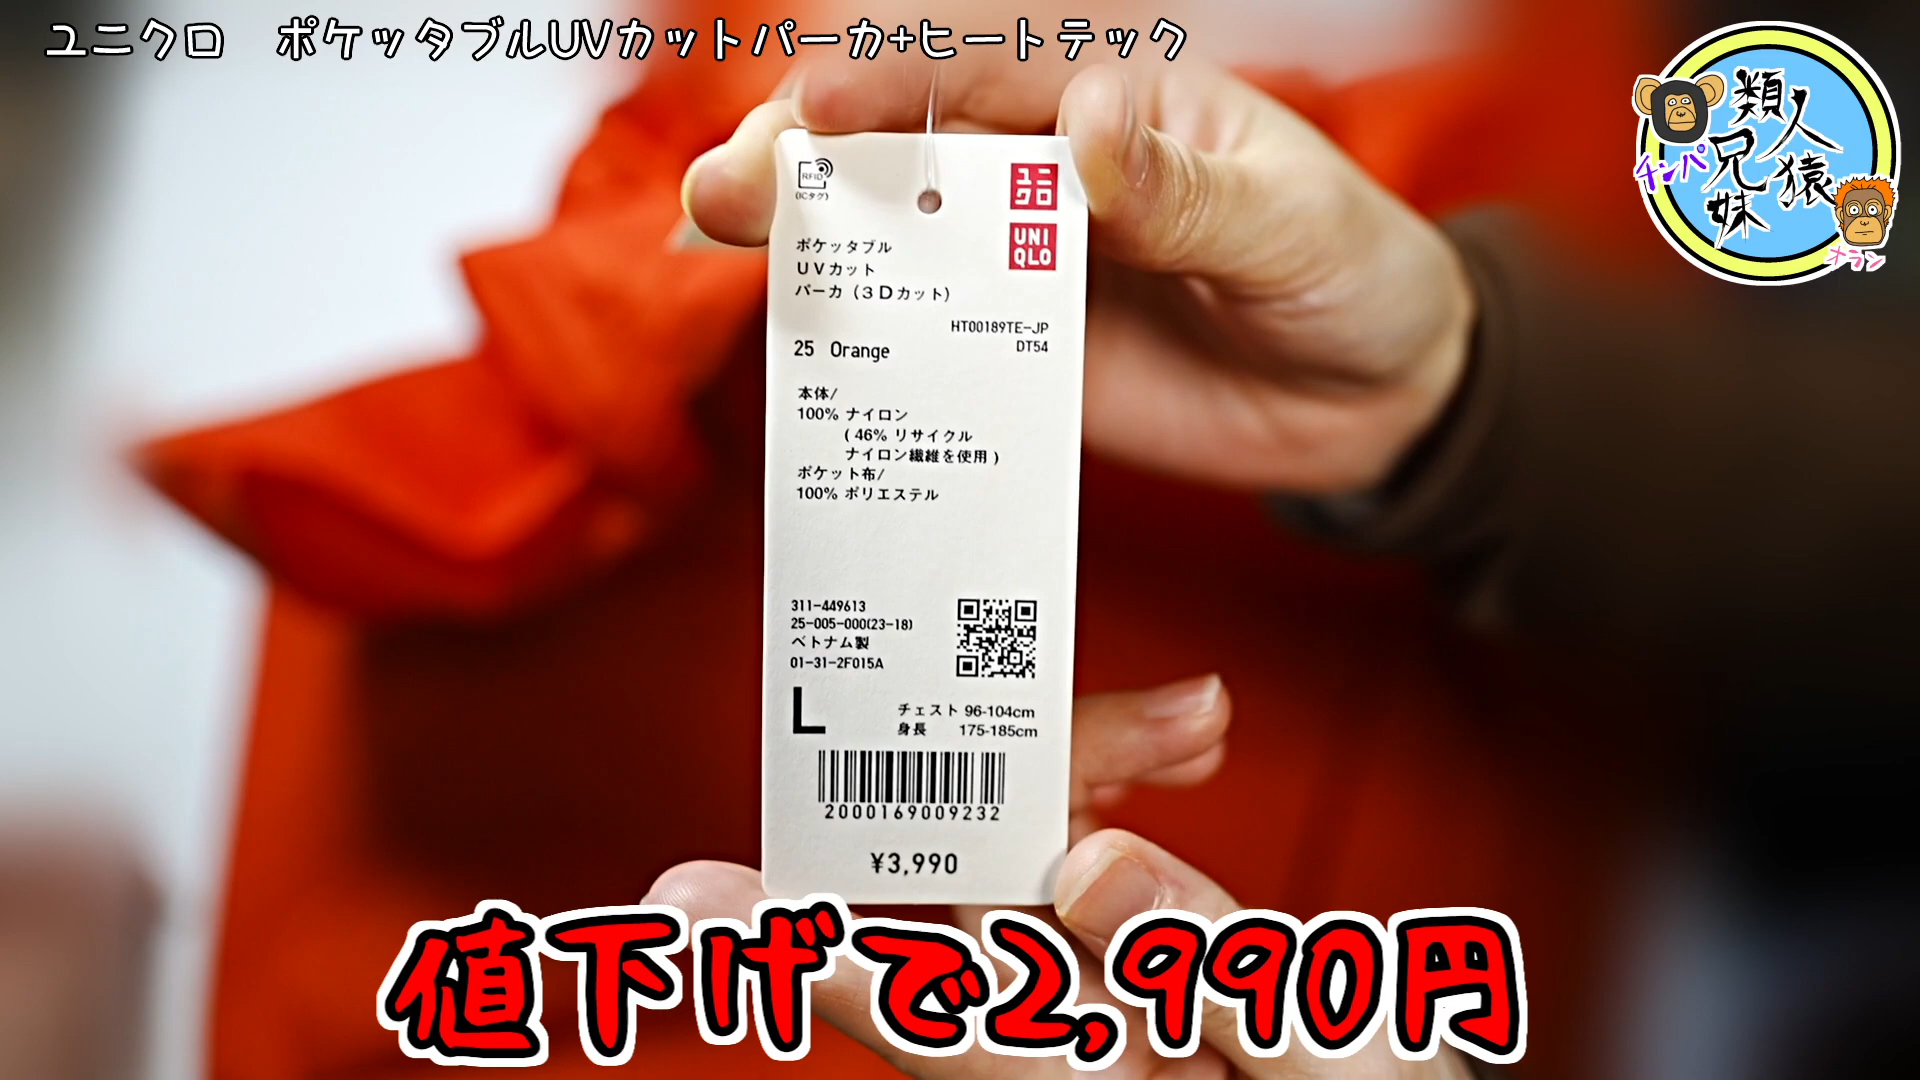 ユニクロ　ポケッタブルUVカットパーカ+ヒートテック
類人猿
兄妹
チンパ
オラン
RFID
(ICタグ)
ユニ
クロ
UNI
QLO
ポケッタブル
UVカット
パーカ（3Dカット）
HT00189TE-JP
DT54
25 Orange
本体/
100% ナイロン
( 46% リサイクル
ナイロン繊維を使用 )
ポケット布/
100% ポリエステル
311-449613
25-005-000(23-18)
ベトナム製
01-31-2F015A
L
チェスト 96-104cm
身長 175-185cm
2000169009232
¥3,990
値下げで2,990円